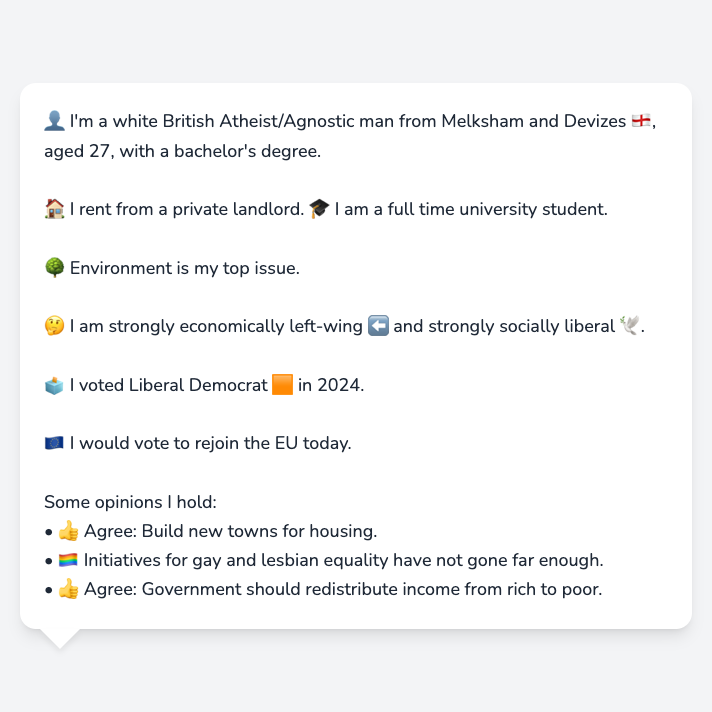 👤 I'm a white British Atheist/Agnostic man from Melksham and Devizes 🏴󠁧󠁢󠁥󠁮󠁧󠁿,
aged 27, with a bachelor's degree.
🏠 I rent from a private landlord. 🎓 I am a full time university student.
🌳 Environment is my top issue.
🤔 I am strongly economically left-wing ⬅️ and strongly socially liberal 🕊️.
🗳️ I voted Liberal Democrat 🟧 in 2024.
🇪🇺 I would vote to rejoin the EU today.
Some opinions I hold:
• 👍 Agree: Build new towns for housing.
• 🏳️‍🌈 Initiatives for gay and lesbian equality have not gone far enough.
• 👍 Agree: Government should redistribute income from rich to poor.